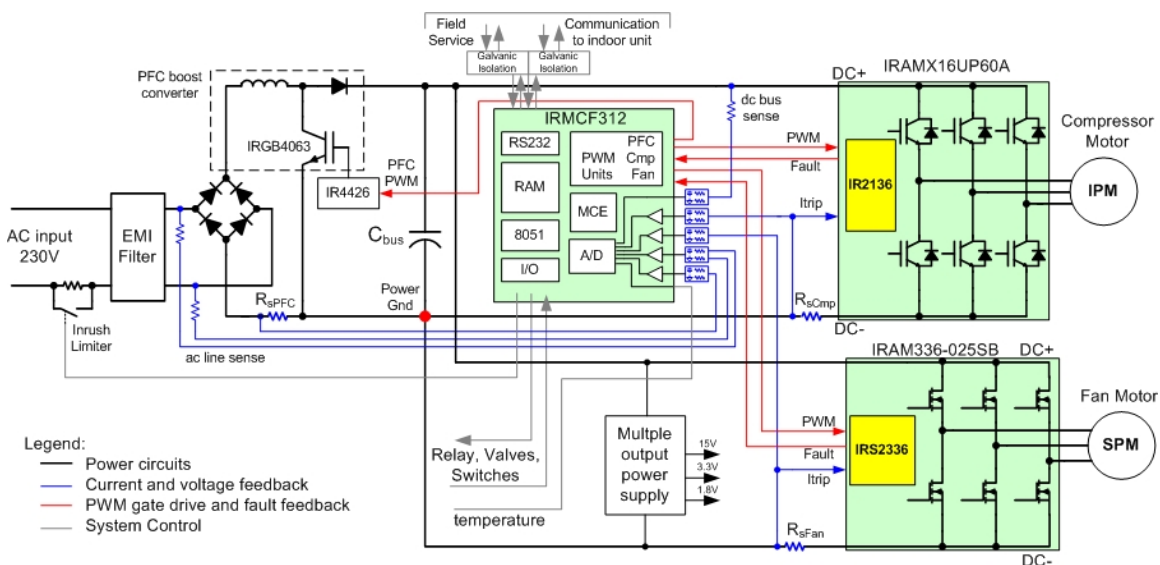 Field
Service
Communication
to indoor unit
Galvanic
Isolation
Galvanic
Isolation
PFC boost
converter
IRGB4063
IR4426
PFC
PWM
IRMCF312
RS232
RAM
8051
I/O
PWM
Units
PFC
Cmp
Fan
MCE
A/D
dc bus
sense
DC+
IRAMX16UP60A
PWM
Fault
IR2136
Itrip
Compressor
Motor
IPM
AC input
230V
EMI
Filter
Cbus
Power
Gnd
RsPFC
RsCmp
DC-
Inrush
Limiter
ac line sense
IRAM336-025SB
DC+
PWM
Fault
IRS2336
Itrip
Fan Motor
SPM
Relay, Valves,
Switches
temperature
Multple
output
power
supply
15V
3.3V
1.8V
RsFan
DC-
Legend:
Power circuits
Current and voltage feedback
PWM gate drive and fault feedback
System Control